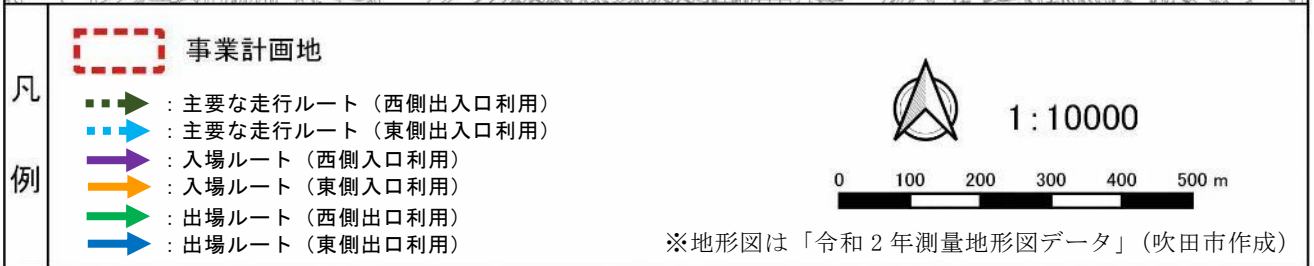 凡例
事業計画地
：主要な走行ルート（西側出入口利用）
：主要な走行ルート（東側出入口利用）
：入場ルート（西側入口利用）
：入場ルート（東側入口利用）
：出場ルート（西側出口利用）
：出場ルート（東側出口利用）
1:10000
0 100 200 300 400 500 m
※地形図は「令和２年測量地形図データ」（吹田市作成）